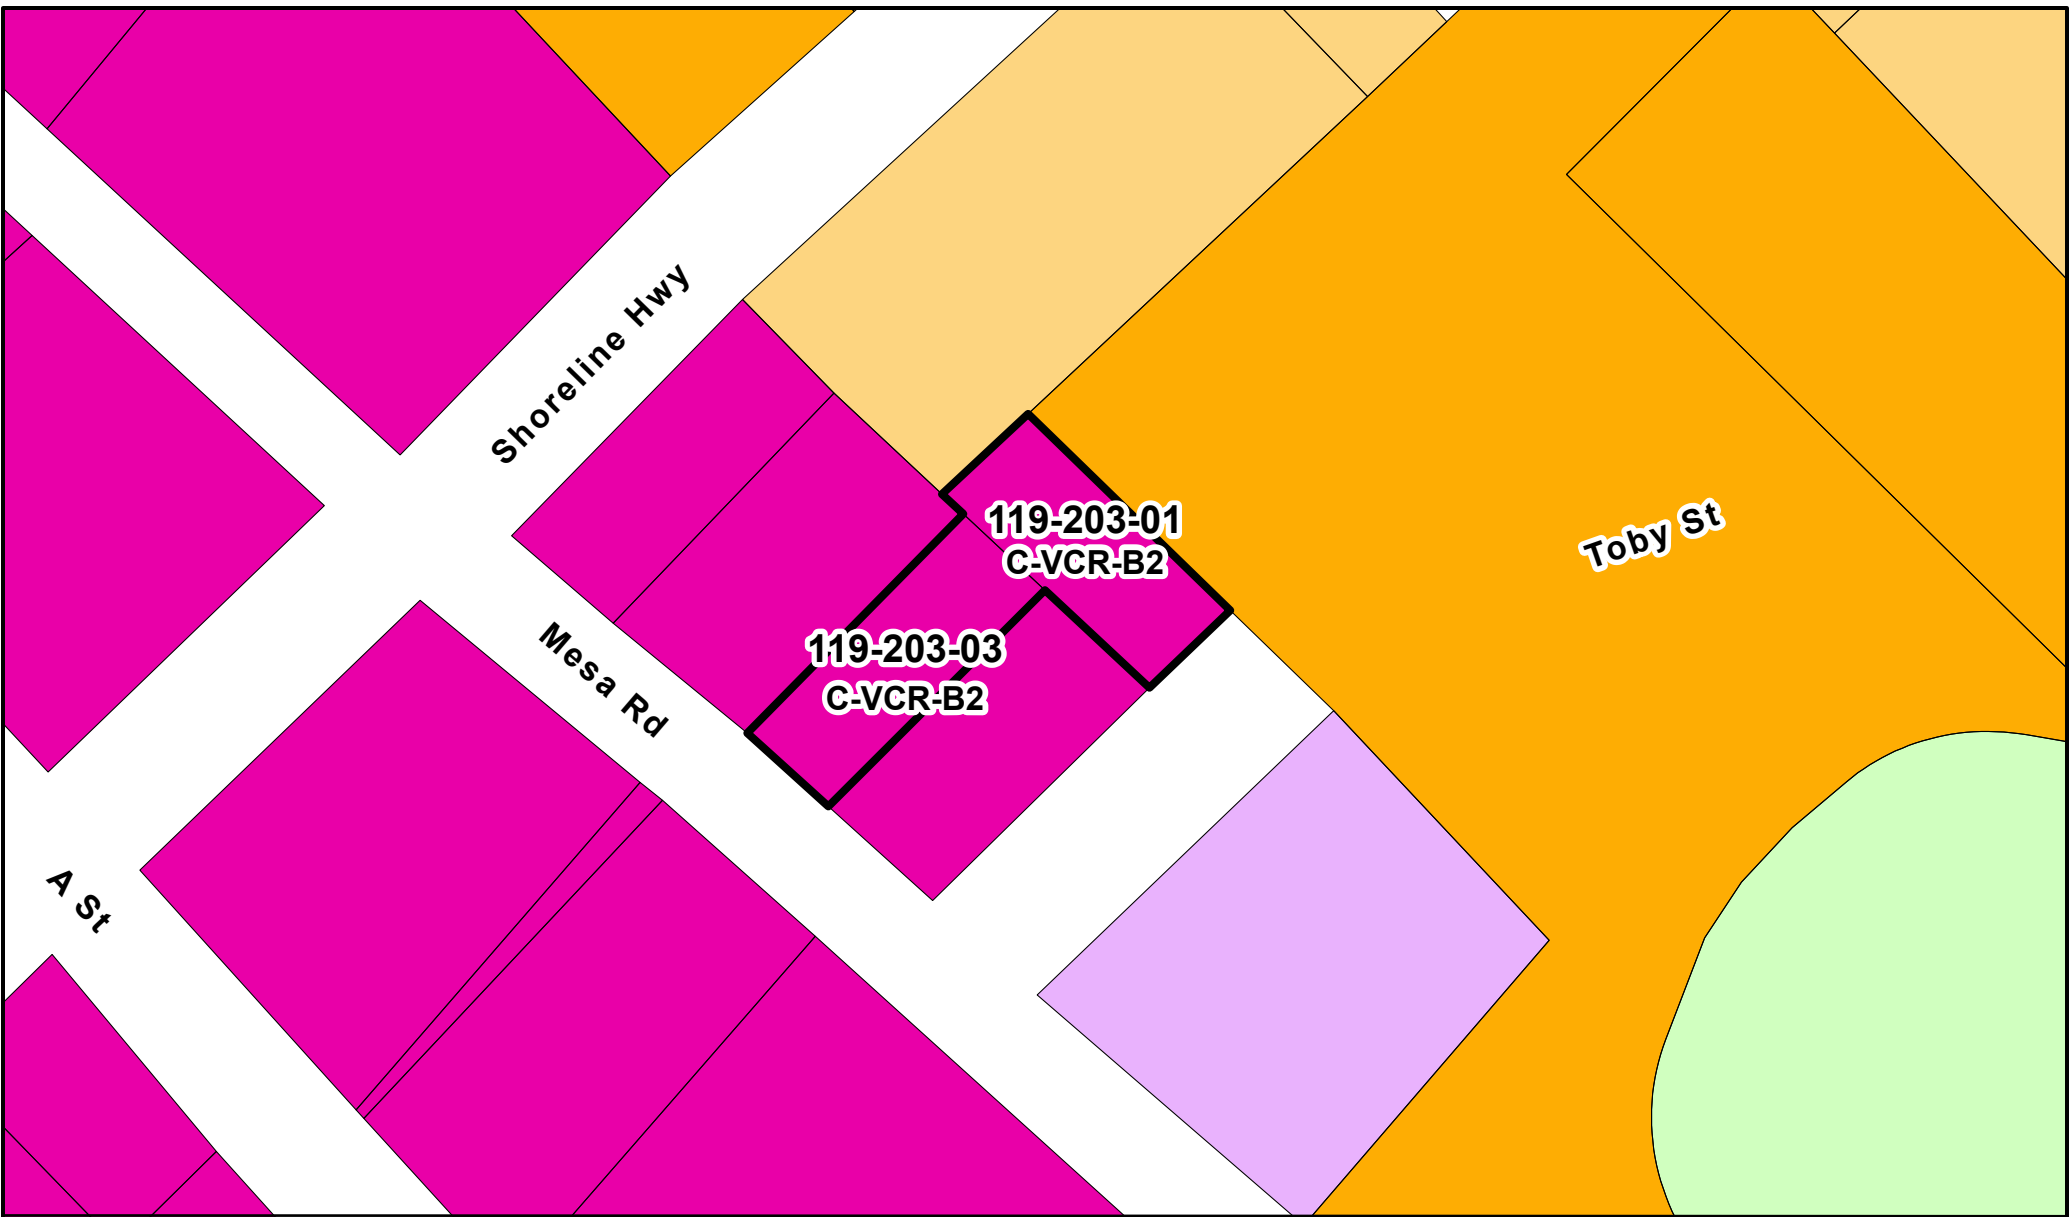 Shoreline Hwy
119-203-01
C-VCR-B2
Toby St
119-203-03
C-VCR-B2
Mesa Rd
A St